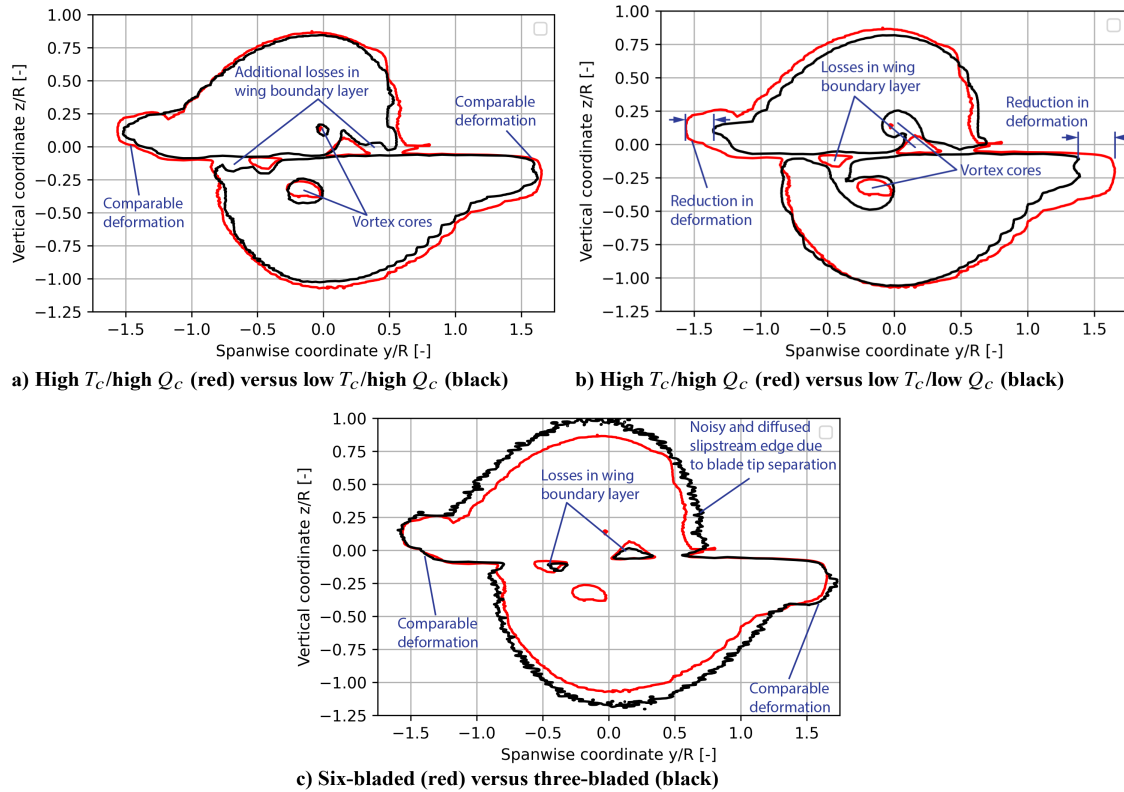 1.00
0.75
0.50
0.25
0.00
−0.25
−0.50
−0.75
−1.00
−1.25
Vertical coordinate z/R [-]
Additional losses in
wing boundary layer
Comparable
deformation
Comparable
deformation
Vortex cores
−1.5
−1.0
−0.5
0.0
0.5
1.0
1.5
Spanwise coordinate y/R [-]
a) High T_c/high Q_c (red) versus low T_c/high Q_c (black)
1.00
0.75
0.50
0.25
0.00
−0.25
−0.50
−0.75
−1.00
−1.25
Vertical coordinate z/R [-]
Losses in wing
boundary layer
Reduction in
deformation
Vortex cores
Reduction in
deformation
−1.5
−1.0
−0.5
0.0
0.5
1.0
1.5
Spanwise coordinate y/R [-]
b) High T_c/high Q_c (red) versus low T_c/low Q_c (black)
1.00
0.75
0.50
0.25
0.00
−0.25
−0.50
−0.75
−1.00
−1.25
Vertical coordinate z/R [-]
Noisy and diffused
slipstream edge due
to blade tip separation
Losses in wing
boundary layer
Comparable
deformation
Comparable
deformation
−1.5
−1.0
−0.5
0.0
0.5
1.0
1.5
Spanwise coordinate y/R [-]
c) Six-bladed (red) versus three-bladed (black)